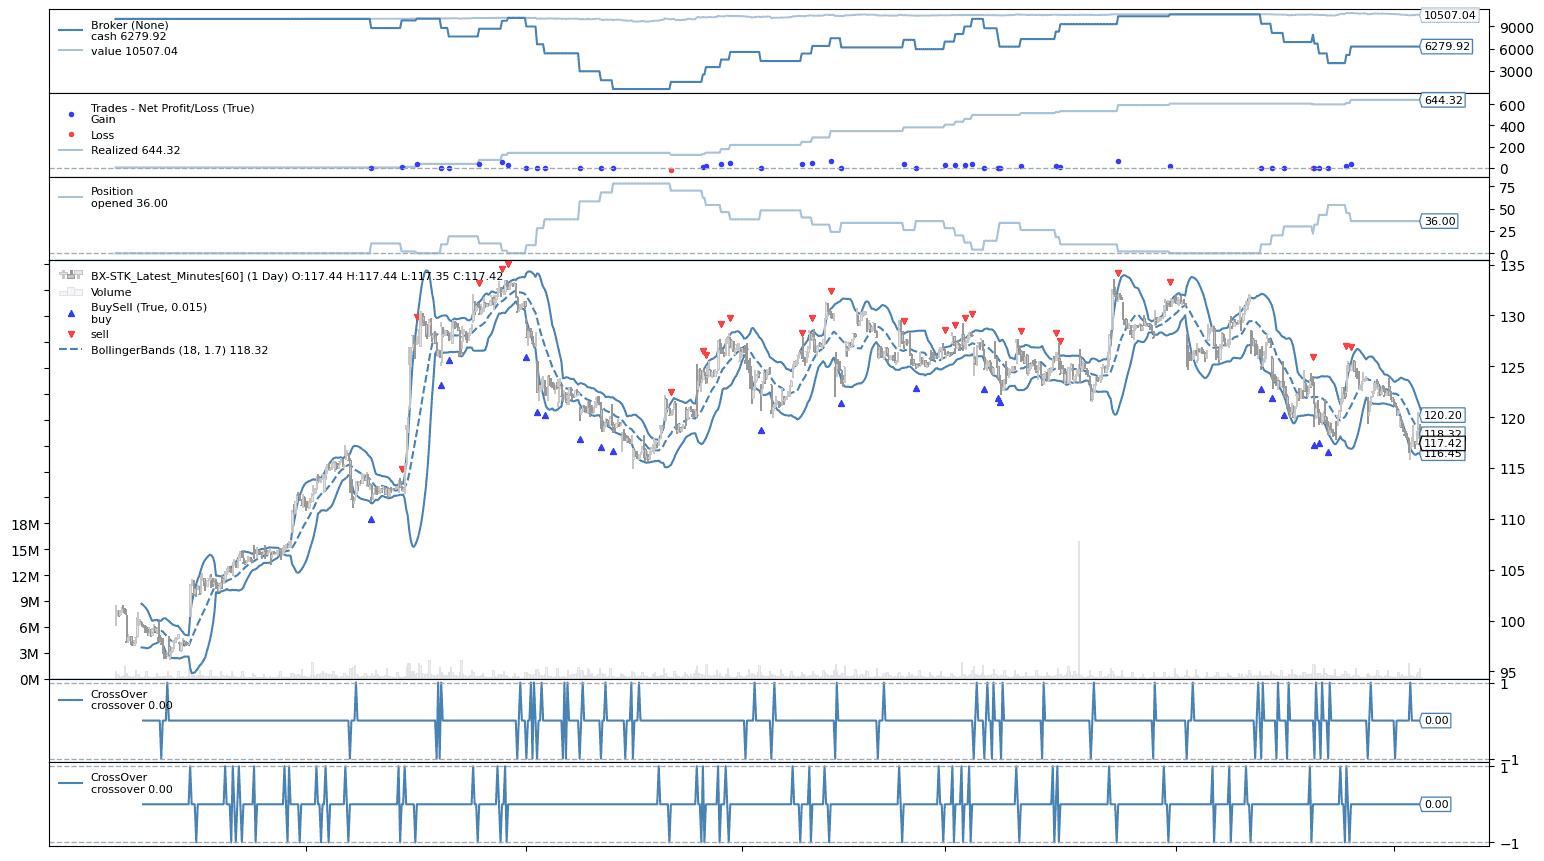 Broker (None)
cash 6279.92
value 10507.04
10507.04
9000
6279.92
6000
3000
Trades - Net Profit/Loss (True)
Gain
Loss
Realized 644.32
644.32
600
400
200
0
Position
opened 36.00
75
50
36.00
25
0
BX-STK_Latest_Minutes[60] (1 Day) O:117.44 H:117.44 L:117.35 C:117.42
Volume
BuySell (True, 0.015)
buy
sell
BollingerBands (18, 1.7) 118.32
135
130
125
120
120.20
118.32
117.42
116.45
115
110
105
100
95
18M
15M
12M
9M
6M
3M
0M
CrossOver
crossover 0.00
1
0.00
−1
CrossOver
crossover 0.00
1
0.00
−1